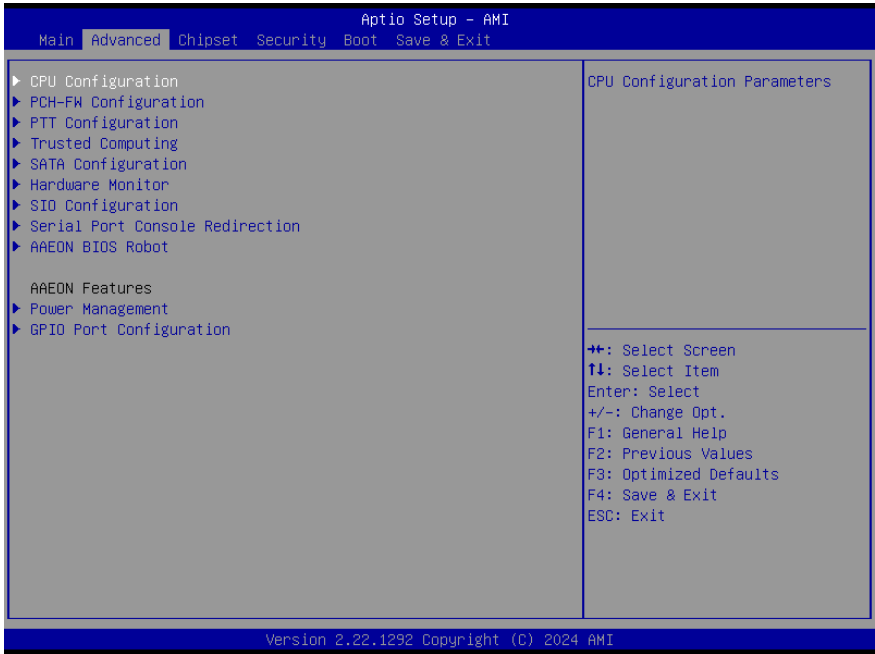 Aptio Setup – AMI
Main Advanced Chipset Security Boot Save & Exit
CPU Configuration
PCH-FW Configuration
PTT Configuration
Trusted Computing
SATA Configuration
Hardware Monitor
SIO Configuration
Serial Port Console Redirection
AAEON BIOS Robot
AAEON Features
Power Management
GPIO Port Configuration
CPU Configuration Parameters
→←: Select Screen
↑↓: Select Item
Enter: Select
+/-: Change Opt.
F1: General Help
F2: Previous Values
F3: Optimized Defaults
F4: Save & Exit
ESC: Exit
Version 2.22.1292 Copyright (C) 2024 AMI